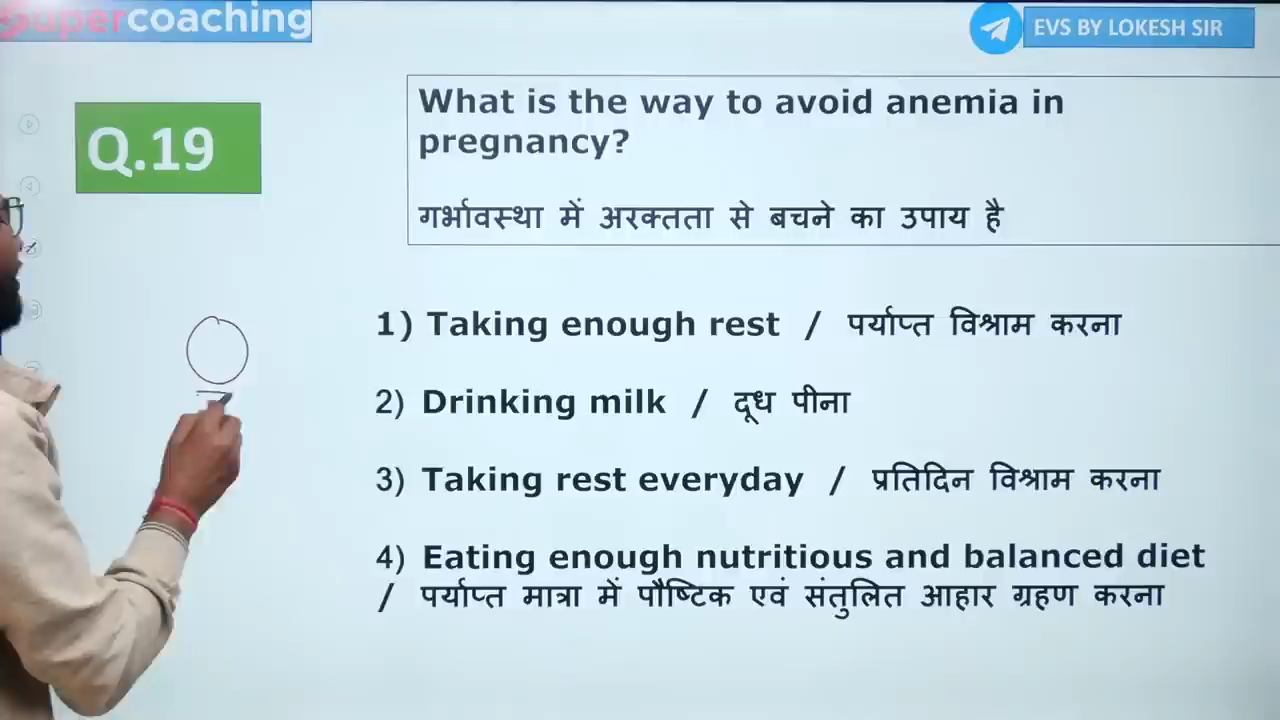 Supercoaching
EVS BY LOKESH SIR
Q.19
What is the way to avoid anemia in
pregnancy?
गर्भावस्था में अरक्तता से बचने का उपाय है
1) Taking enough rest / पर्याप्त विश्राम करना
2) Drinking milk / दूध पीना
3) Taking rest everyday / प्रतिदिन विश्राम करना
4) Eating enough nutritious and balanced diet
/ पर्याप्त मात्रा में पौष्टिक एवं संतुलित आहार ग्रहण करना